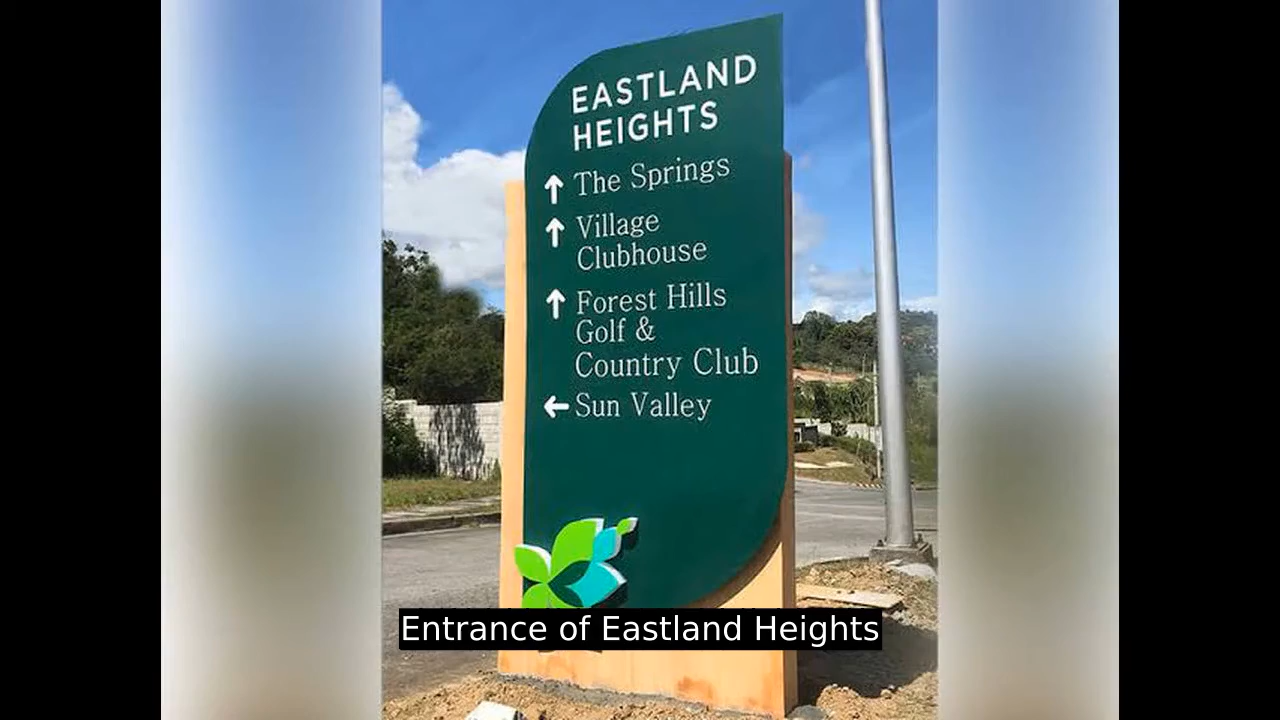 EASTLAND
HEIGHTS
↑ The Springs
↑ Village
Clubhouse
↑ Forest Hills
Golf &
Country Club
← Sun Valley
Entrance of Eastland Heights